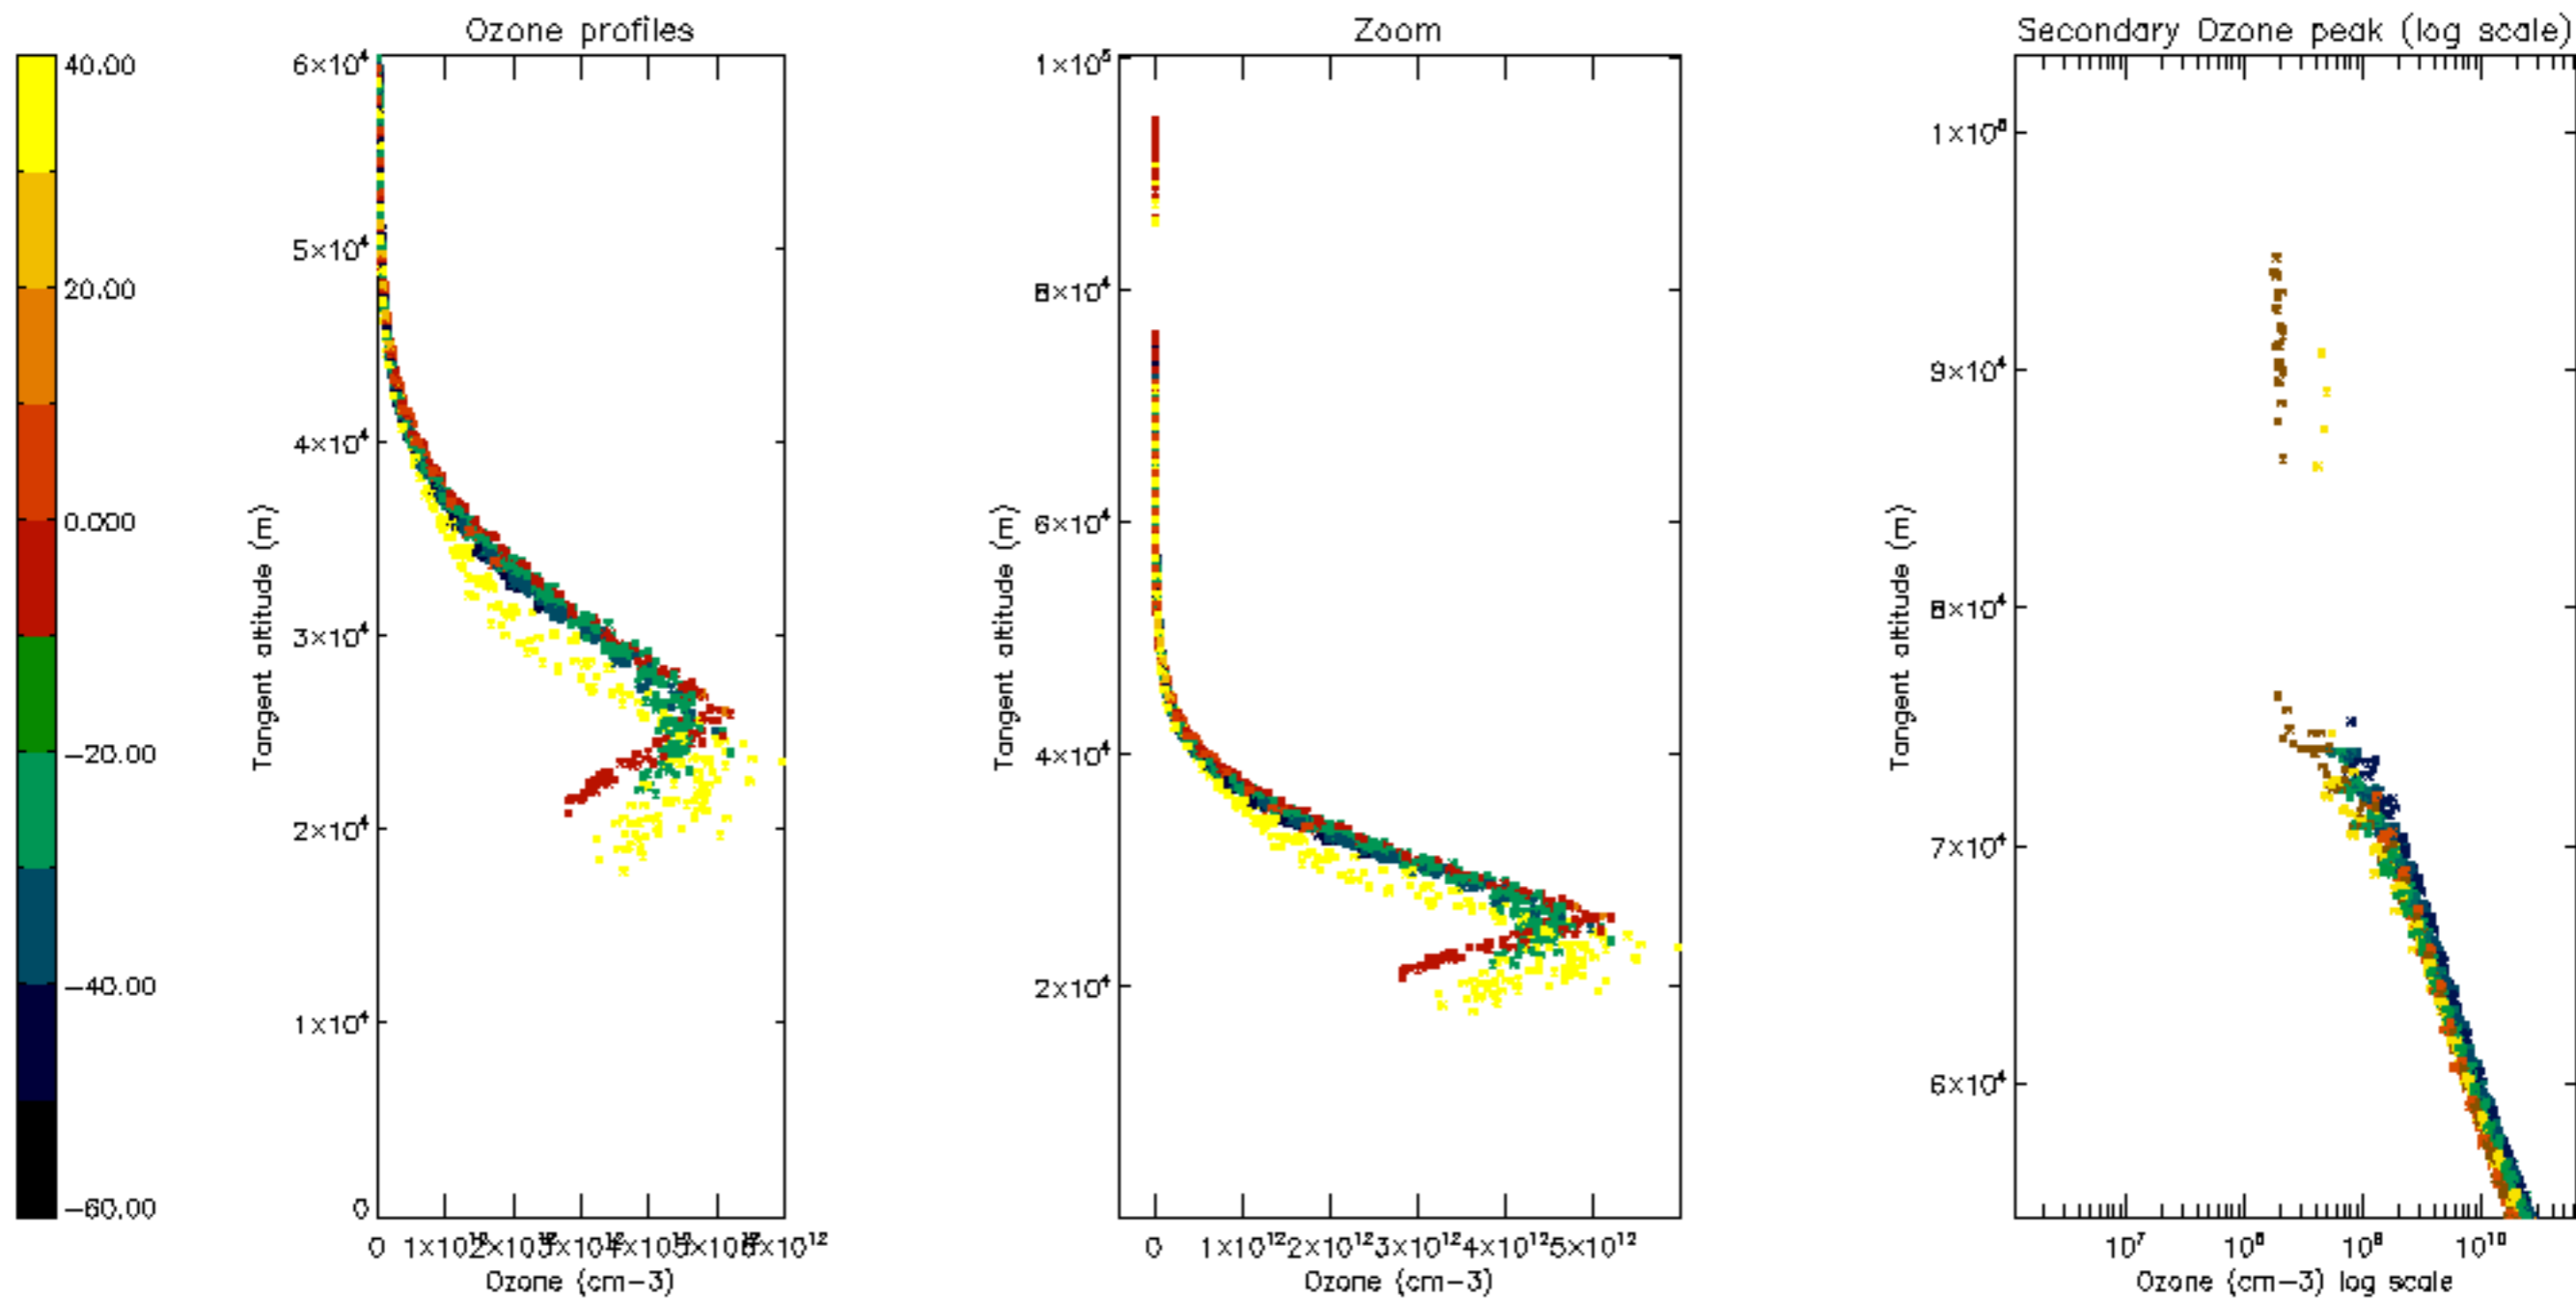 Ozone profiles
Zoom
Secondary Ozone peak (log scale)
40.00
20.00
0.000
−20.00
−40.00
−60.00
6×10⁴
5×10⁴
4×10⁴
3×10⁴
2×10⁴
1×10⁴
0
Tangent altitude (m)
0
Ozone (cm−3)
1×10⁵
8×10⁴
6×10⁴
4×10⁴
2×10⁴
Tangent altitude (m)
0 1×10¹² 2×10¹² 3×10¹² 4×10¹² 5×10¹²
Ozone (cm−3)
9×10⁴
8×10⁴
7×10⁴
6×10⁴
Tangent altitude (m)
10⁷ 10⁸ 10⁹ 10¹⁰
Ozone (cm−3) log scale